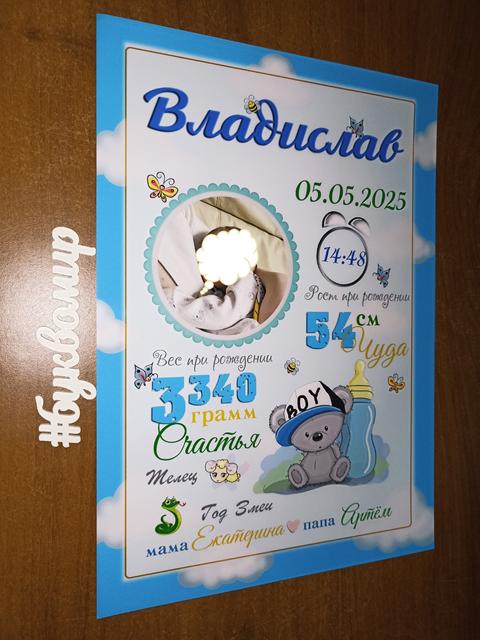 Владислав
05.05.2025
14:48
Рост при рождении
54 см
Чуда
Вес при рождении
3340
грамм
Счастья
BOY
Телец
Год Змеи
мама Екатерина папа Артём
#букводир